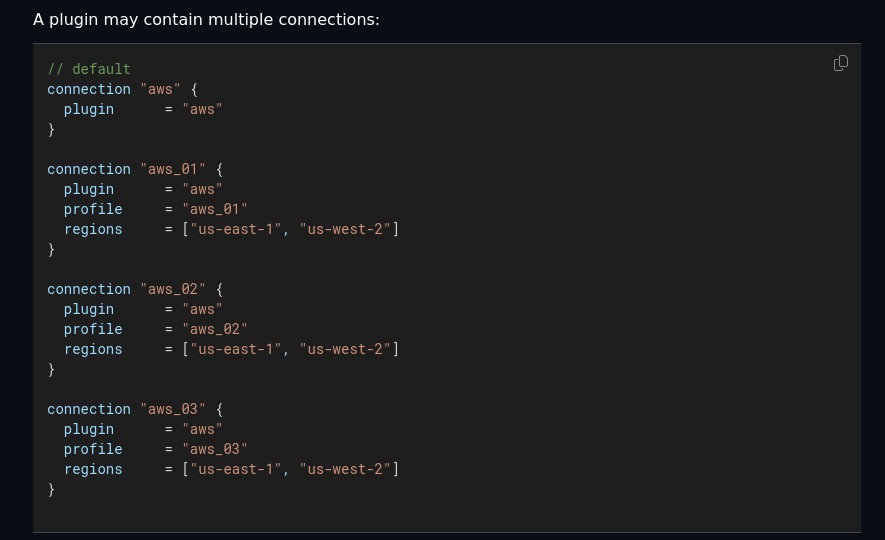 A plugin may contain multiple connections:
// default
connection "aws" {
  plugin      = "aws"
}
connection "aws_01" {
  plugin      = "aws"
  profile     = "aws_01"
  regions     = ["us-east-1", "us-west-2"]
}
connection "aws_02" {
  plugin      = "aws"
  profile     = "aws_02"
  regions     = ["us-east-1", "us-west-2"]
}
connection "aws_03" {
  plugin      = "aws"
  profile     = "aws_03"
  regions     = ["us-east-1", "us-west-2"]
}